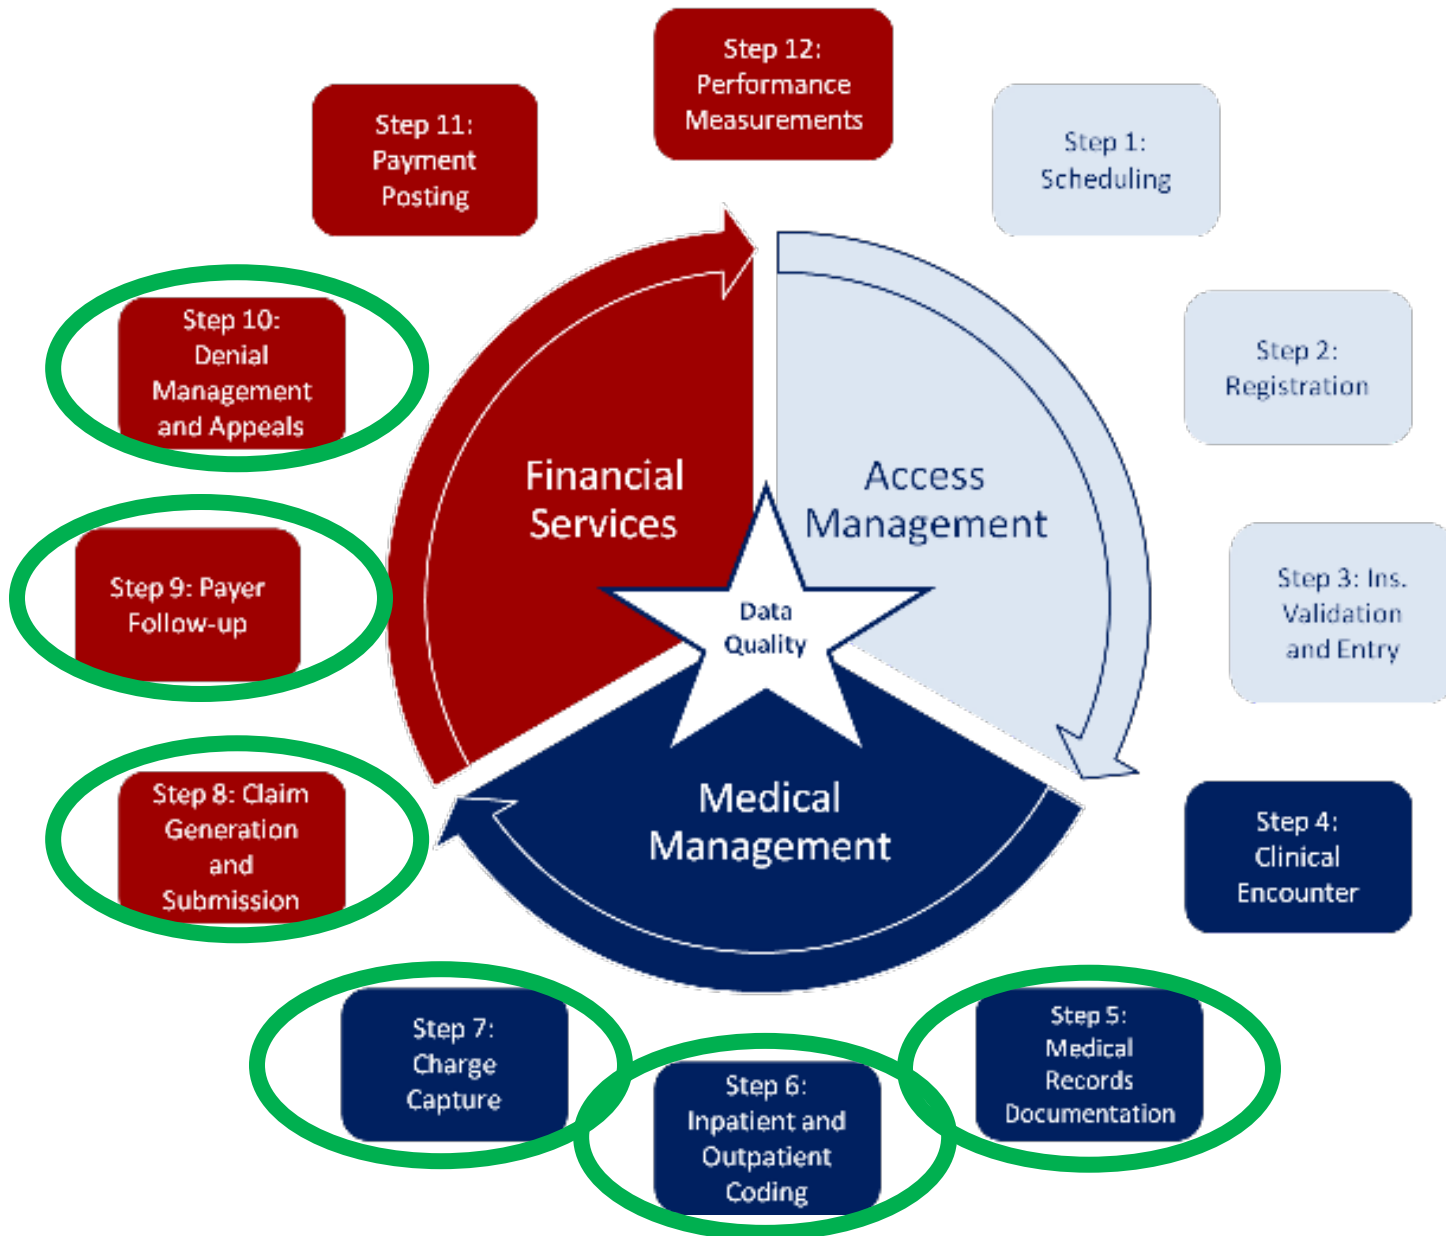 Step 12:
Performance
Measurements
Step 1:
Scheduling
Step 2:
Registration
Step 3: Ins.
Validation
and Entry
Step 4:
Clinical
Encounter
Step 5:
Medical
Records
Documentation
Step 6:
Inpatient and
Outpatient
Coding
Step 7:
Charge
Capture
Step 8: Claim
Generation
and
Submission
Step 9: Payer
Follow-up
Step 10:
Denial
Management
and Appeals
Step 11:
Payment
Posting
Financial
Services
Access
Management
Data
Quality
Medical
Management